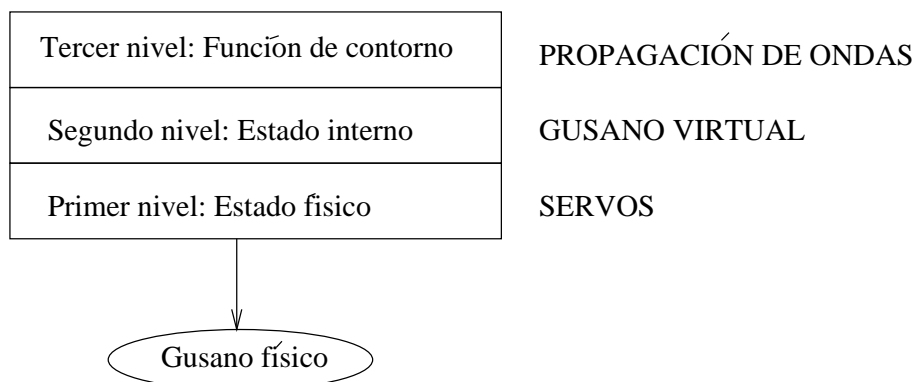 Tercer nivel: Función de contorno
PROPAGACIÓN DE ONDAS
Segundo nivel: Estado interno
GUSANO VIRTUAL
Primer nivel: Estado físico
SERVOS
Gusano físico